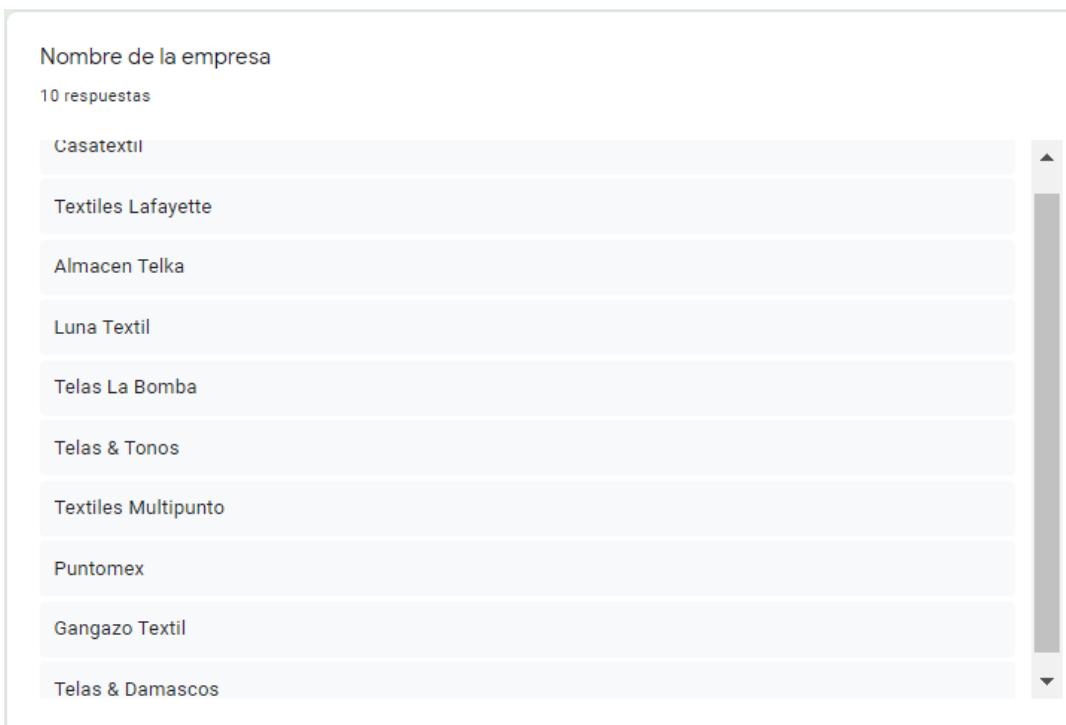 Nombre de la empresa
10 respuestas
Casatextil
Textiles Lafayette
Almacen Telka
Luna Textil
Telas La Bomba
Telas & Tonos
Textiles Multipunto
Puntomex
Gangazo Textil
Telas & Damascos